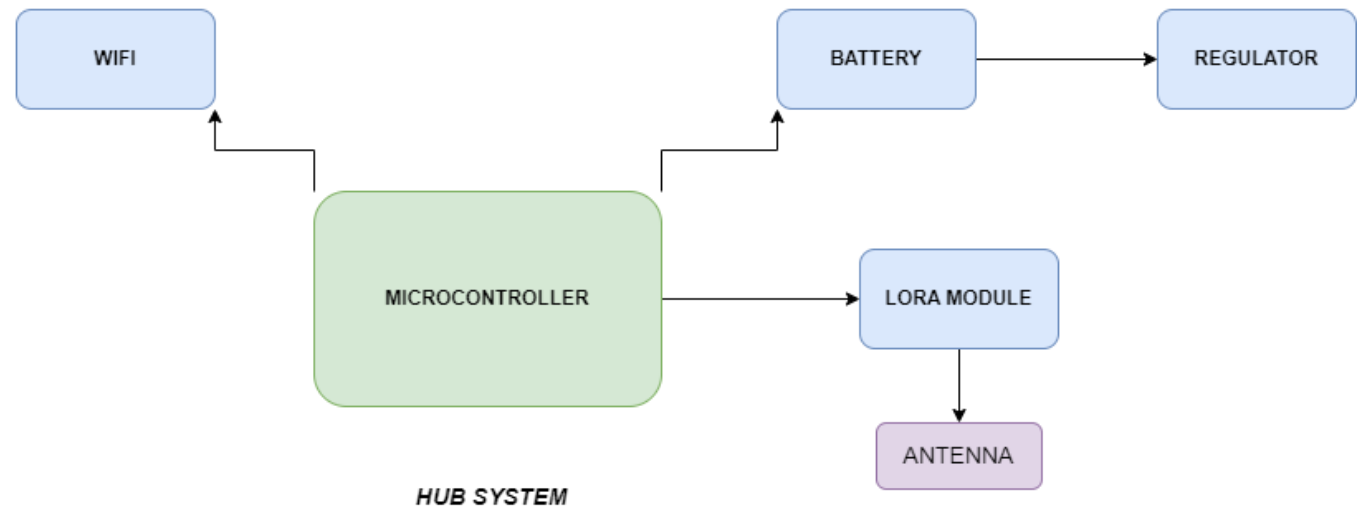 WIFI
BATTERY
REGULATOR
MICROCONTROLLER
LORA MODULE
ANTENNA
HUB SYSTEM